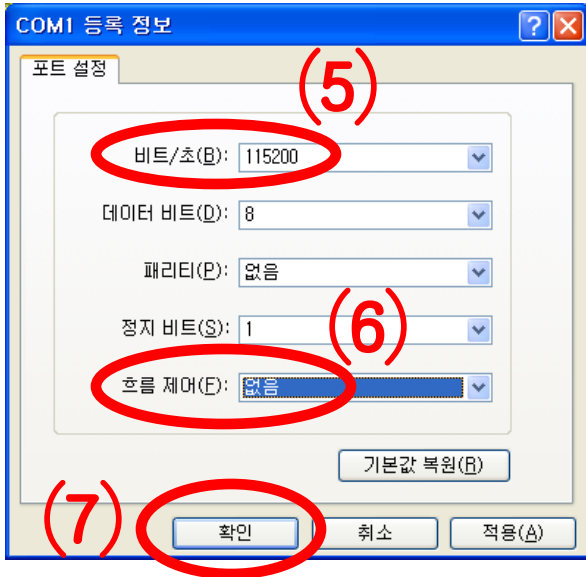 COM1 등록 정보
포트 설정
(5)
비트/초(B): 115200
데이터 비트(D): 8
패리티(P): 없음
정지 비트(S): 1
(6)
흐름 제어(F): 없음
기본값 복원(R)
(7)
확인 취소 적용(A)